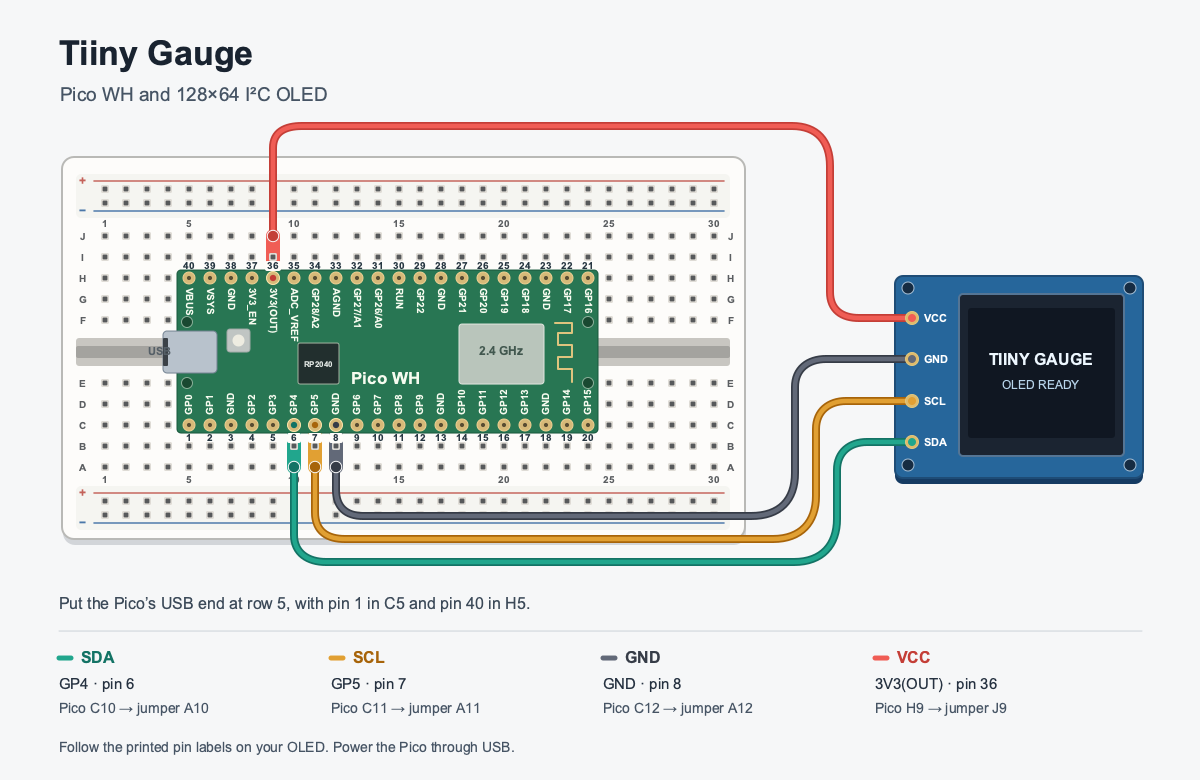 Tiiny Gauge
Pico WH and 128×64 I²C OLED
+
−
1 5 10 15 20 25 30
J J
I I
40 39 38 37 36 35 34 33 32 31 30 29 28 27 26 25 24 23 22 21
H H
G G
F F
VBUS VSYS GND 3V3_EN 3V3(OUT) ADC_VREF GP28/A2 AGND GP27/A1 GP26/A0 RUN GP22 GND GP21 GP20 GP19 GP18 GND GP17 GP16
USB
RP2040
2.4 GHz
Pico WH
E E
D D
C C
GP0 GP1 GND GP2 GP3 GP4 GP5 GND GP6 GP7 GP8 GP9 GND GP10 GP11 GP12 GP13 GND GP14 GP15
1 2 3 4 5 6 7 8 9 10 11 12 13 14 15 16 17 18 19 20
B B
A A
1 5 15 20 25 30
+
−
VCC
GND
SCL
SDA
TIINY GAUGE
OLED READY
Put the Pico’s USB end at row 5, with pin 1 in C5 and pin 40 in H5.
SDA
GP4 · pin 6
Pico C10 → jumper A10
SCL
GP5 · pin 7
Pico C11 → jumper A11
GND
GND · pin 8
Pico C12 → jumper A12
VCC
3V3(OUT) · pin 36
Pico H9 → jumper J9
Follow the printed pin labels on your OLED. Power the Pico through USB.